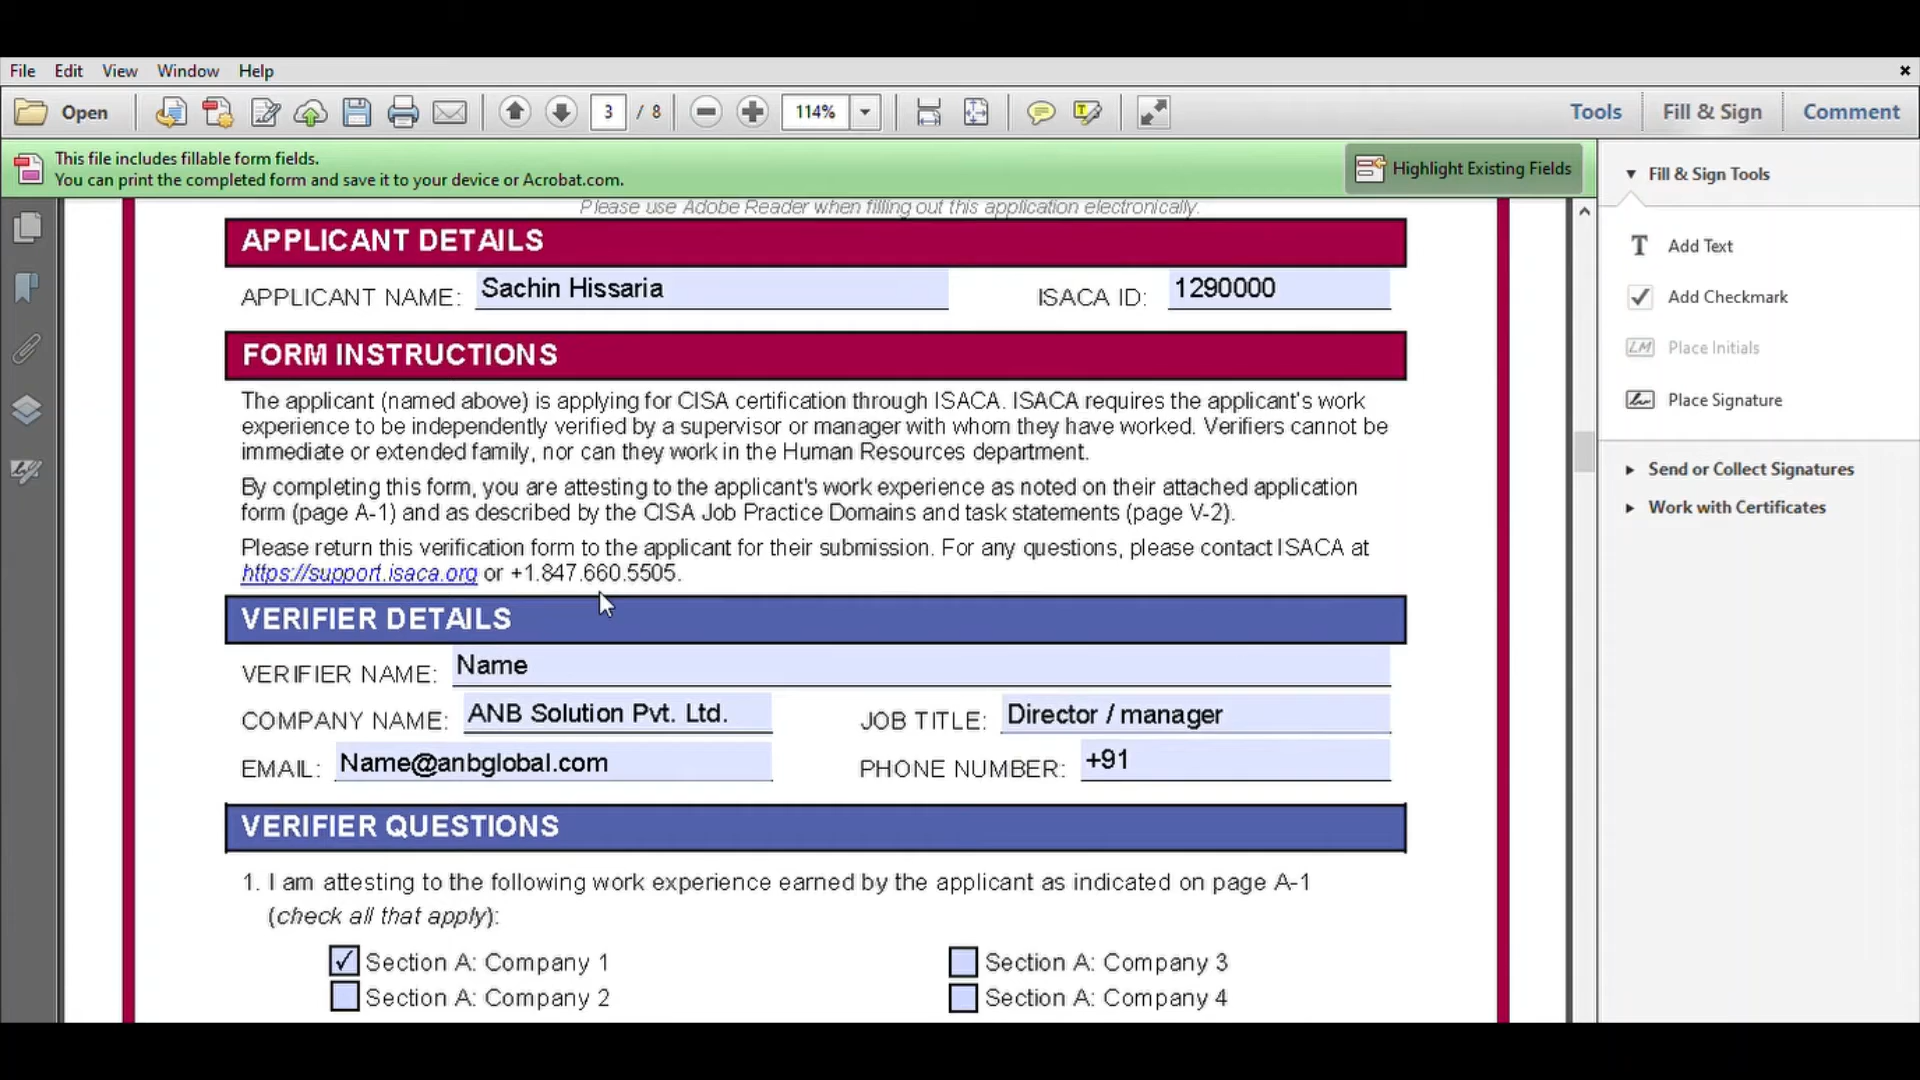 File Edit View Window Help
Open 3 / 8 114% Tools Fill & Sign Comment
This file includes fillable form fields.
You can print the completed form and save it to your device or Acrobat.com.
Highlight Existing Fields
Please use Adobe Reader when filling out this application electronically.
APPLICANT DETAILS
APPLICANT NAME: Sachin Hissaria ISACA ID: 1290000
FORM INSTRUCTIONS
The applicant (named above) is applying for CISA certification through ISACA. ISACA requires the applicant's work
experience to be independently verified by a supervisor or manager with whom they have worked. Verifiers cannot be
immediate or extended family, nor can they work in the Human Resources department.
By completing this form, you are attesting to the applicant's work experience as noted on their attached application
form (page A-1) and as described by the CISA Job Practice Domains and task statements (page V-2).
Please return this verification form to the applicant for their submission. For any questions, please contact ISACA at
https://support.isaca.org or +1.847.660.5505.
VERIFIER DETAILS
VERIFIER NAME: Name
COMPANY NAME: ANB Solution Pvt. Ltd. JOB TITLE: Director / manager
EMAIL: Name@anbglobal.com PHONE NUMBER: +91
VERIFIER QUESTIONS
1. I am attesting to the following work experience earned by the applicant as indicated on page A-1
(check all that apply):
Section A: Company 1 Section A: Company 3
Section A: Company 2 Section A: Company 4
Fill & Sign Tools
T Add Text
Add Checkmark
LM Place Initials
Place Signature
Send or Collect Signatures
Work with Certificates